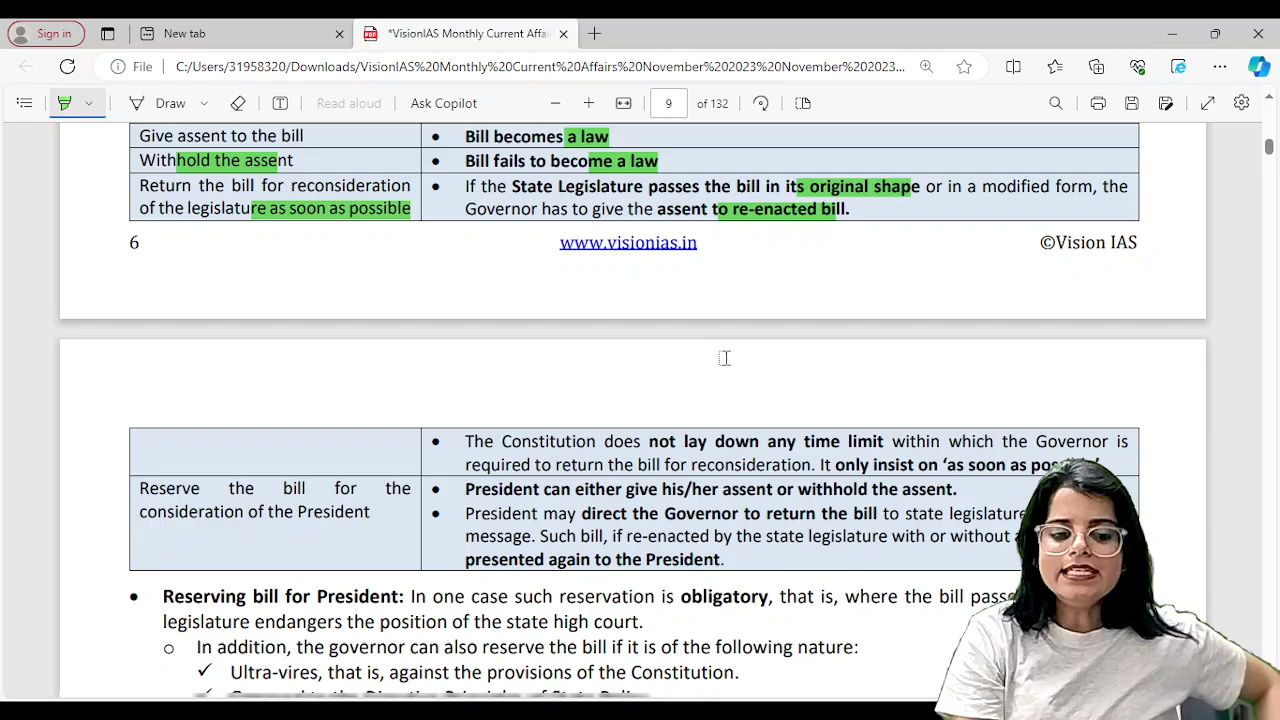 Sign in
New tab
*VisionIAS Monthly Current Affai
File
C:/Users/31958320/Downloads/VisionIAS%20Monthly%20Current%20Affairs%20November%202023%20November%202023...
Draw
Read aloud
Ask Copilot
9
of 132
Give assent to the bill
• Bill becomes a law
Withhold the assent
• Bill fails to become a law
Return the bill for reconsideration
of the legislature as soon as possible
• If the State Legislature passes the bill in its original shape or in a modified form, the
Governor has to give the assent to re-enacted bill.
6
www.visionias.in
©Vision IAS
• The Constitution does not lay down any time limit within which the Governor is
required to return the bill for reconsideration. It only insist on ‘as soon as
Reserve the bill for the
consideration of the President
• President can either give his/her assent or withhold the assent.
• President may direct the Governor to return the bill to state legislature
message. Such bill, if re-enacted by the state legislature with or without
presented again to the President.
• Reserving bill for President: In one case such reservation is obligatory, that is, where the bill
legislature endangers the position of the state high court.
o In addition, the governor can also reserve the bill if it is of the following nature:
✓ Ultra-vires, that is, against the provisions of the Constitution.